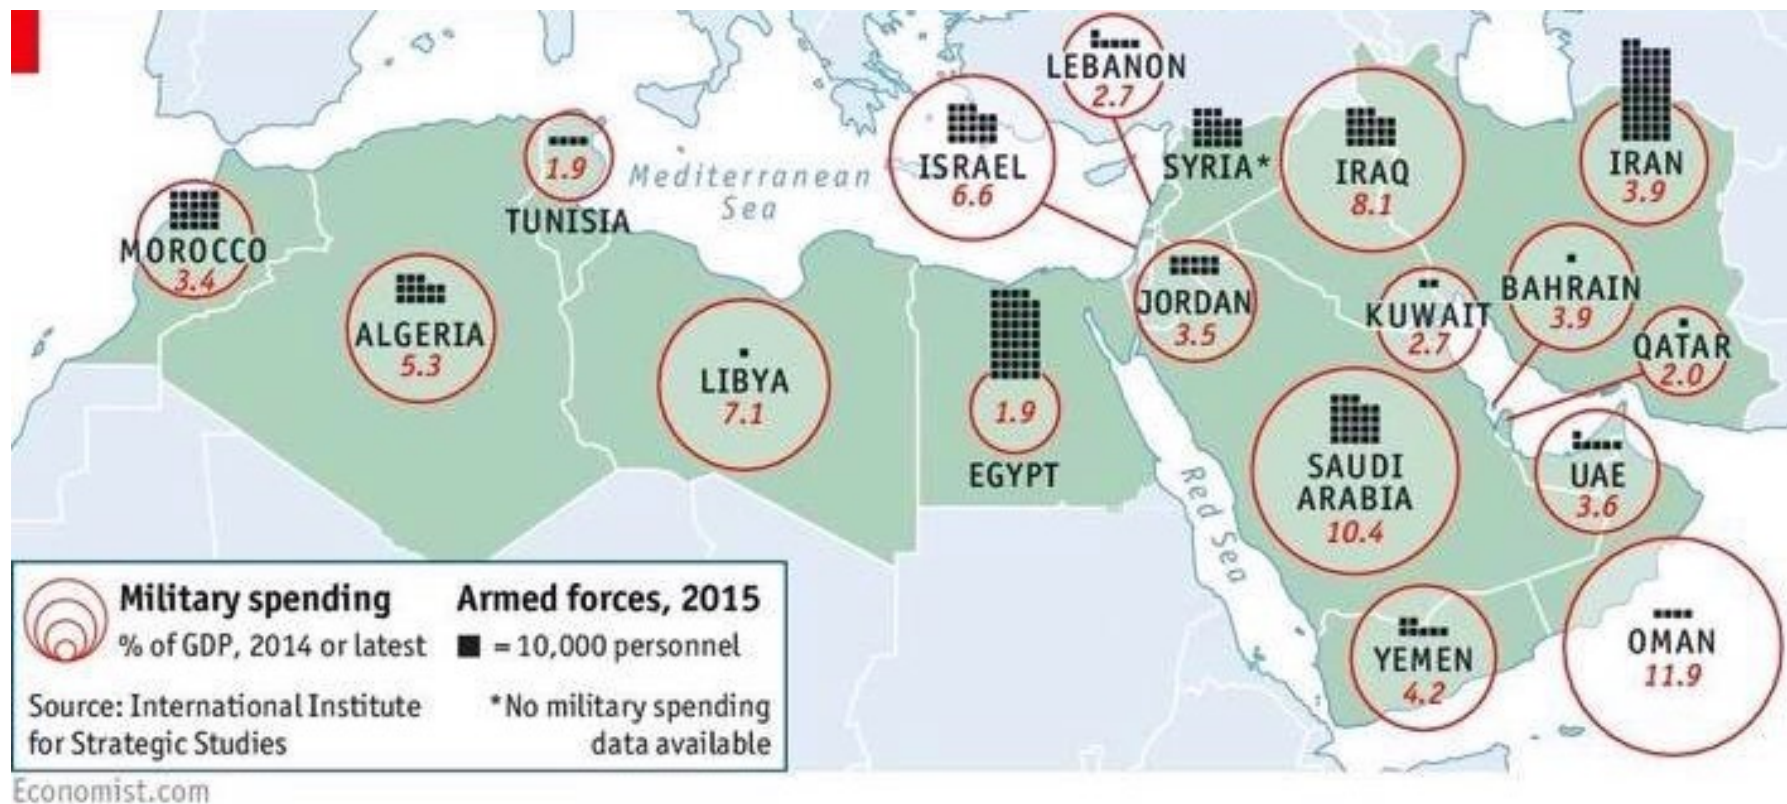 LEBANON
2.7
ISRAEL
6.6
SYRIA*
IRAQ
8.1
IRAN
3.9
1.9
TUNISIA
Mediterranean
Sea
MOROCCO
3.4
ALGERIA
5.3
LIBYA
7.1
1.9
EGYPT
JORDAN
3.5
KUWAIT
2.7
BAHRAIN
3.9
QATAR
2.0
SAUDI
ARABIA
10.4
UAE
3.6
Red Sea
YEMEN
4.2
OMAN
11.9
Military spending
% of GDP, 2014 or latest
Armed forces, 2015
= 10,000 personnel
Source: International Institute
for Strategic Studies
*No military spending
data available
Economist.com